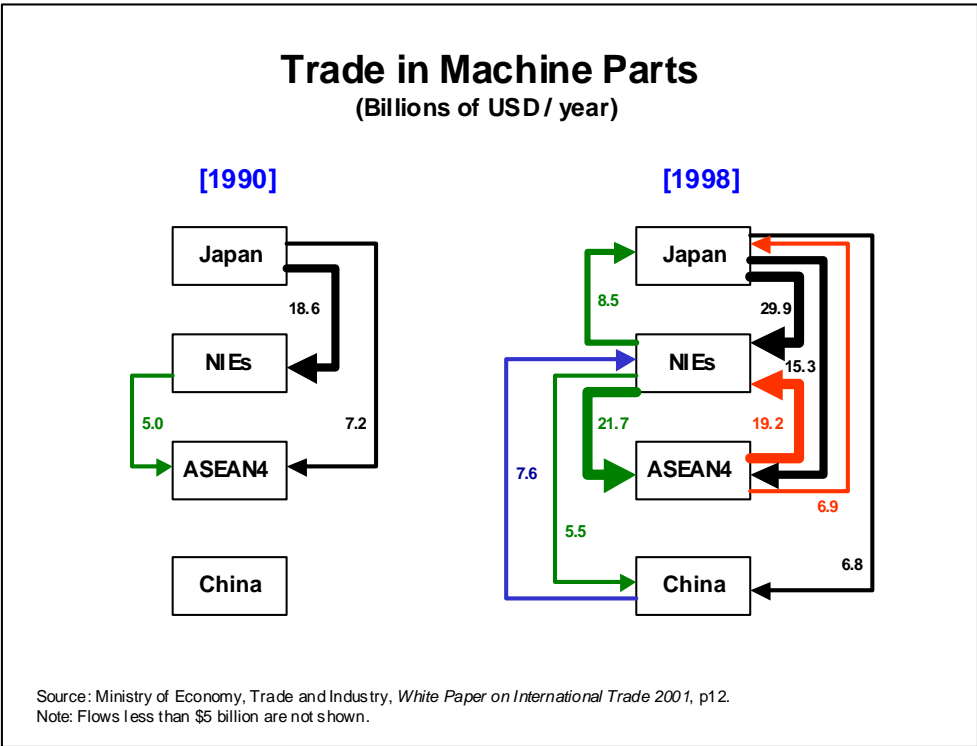 Trade in Machine Parts
(Billions of USD / year)
[1990]
[1998]
Japan
18.6
NIEs
5.0
7.2
ASEAN4
China
Japan
8.5
29.9
NIEs
15.3
21.7
19.2
ASEAN4
7.6
6.9
5.5
6.8
China
Source: Ministry of Economy, Trade and Industry, White Paper on International Trade 2001, p12.
Note: Flows less than $5 billion are not shown.